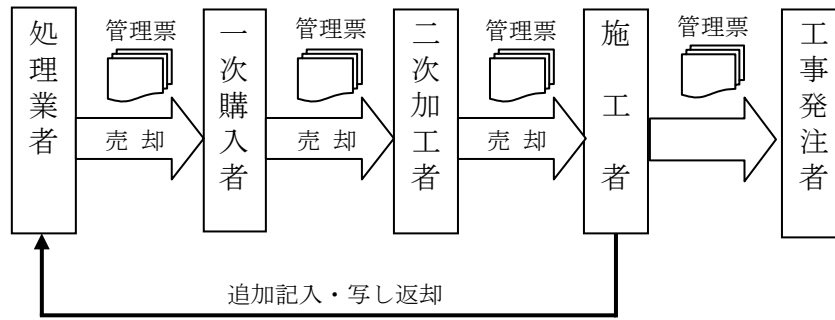 処理業者
管理票
売却
一次購入者
管理票
売却
二次加工者
管理票
売却
施工者
管理票
工事発注者
追加記入・写し返却